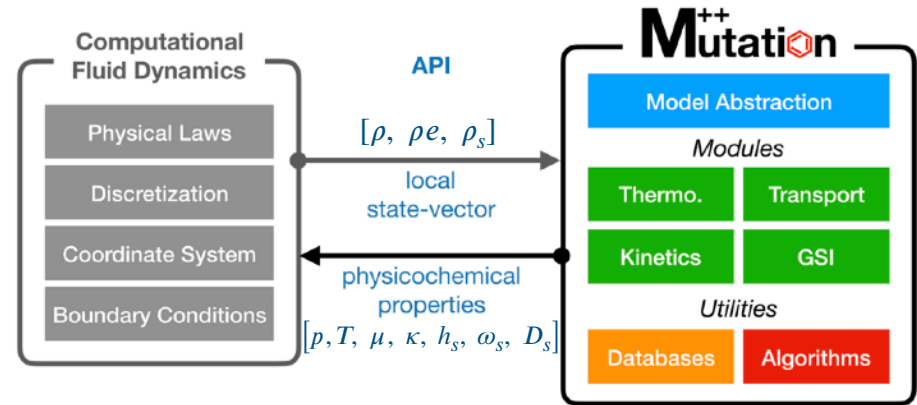 Computational
Fluid Dynamics
Physical Laws
Discretization
Coordinate System
Boundary Conditions
API
[ρ, ρe, ρₛ]
local
state-vector
physicochemical
properties
[p, T, μ, κ, hₛ, ωₛ, Dₛ]
Mutation++
Model Abstraction
Modules
Thermo.
Transport
Kinetics
GSI
Utilities
Databases
Algorithms